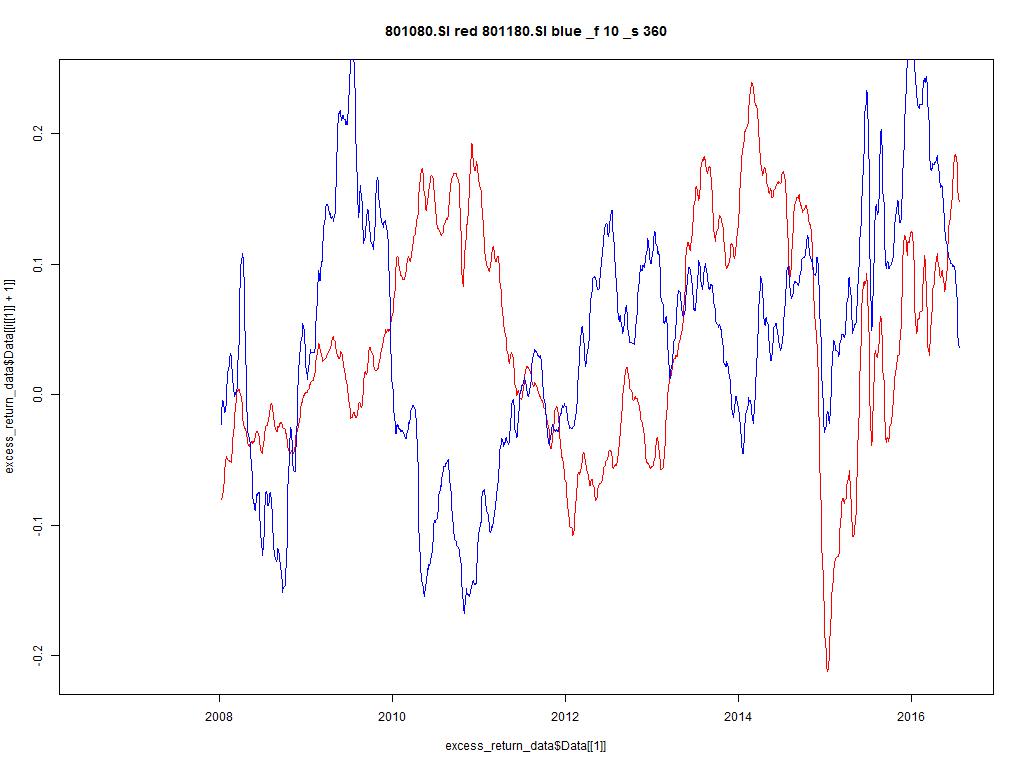 801080.SI red 801180.SI blue _f 10 _s 360
excess_return_data$Data[[i[1]] + 1]]
0.2
0.1
0.0
-0.1
-0.2
2008 2010 2012 2014 2016
excess_return_data$Data[[1]]